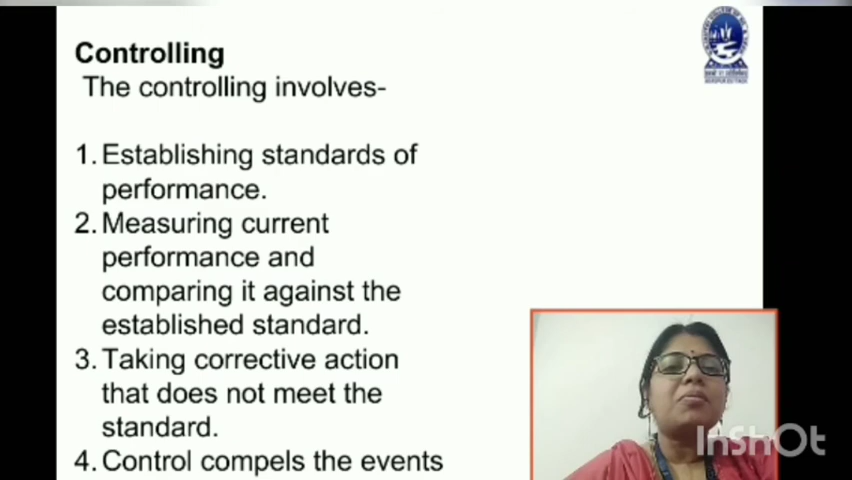 Controlling
The controlling involves-
1. Establishing standards of
performance.
2. Measuring current
performance and
comparing it against the
established standard.
3. Taking corrective action
that does not meet the
standard.
4. Control compels the events
InShOt